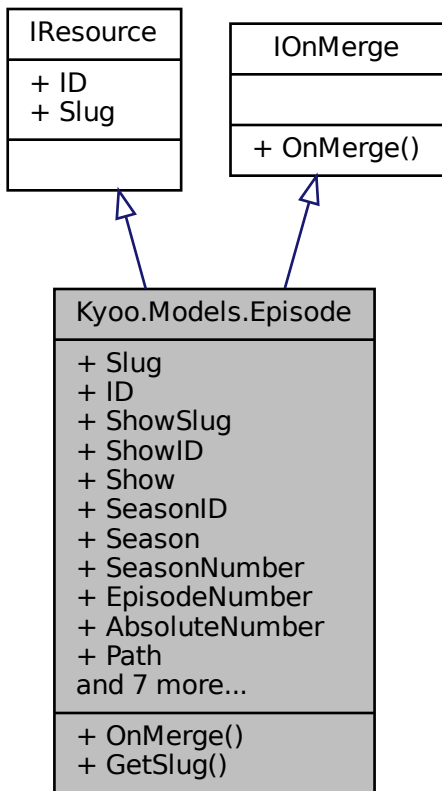 IResource
+ ID
+ Slug
IOnMerge
+ OnMerge()
Kyoo.Models.Episode
+ Slug
+ ID
+ ShowSlug
+ ShowID
+ Show
+ SeasonID
+ Season
+ SeasonNumber
+ EpisodeNumber
+ AbsoluteNumber
+ Path
and 7 more...
+ OnMerge()
+ GetSlug()